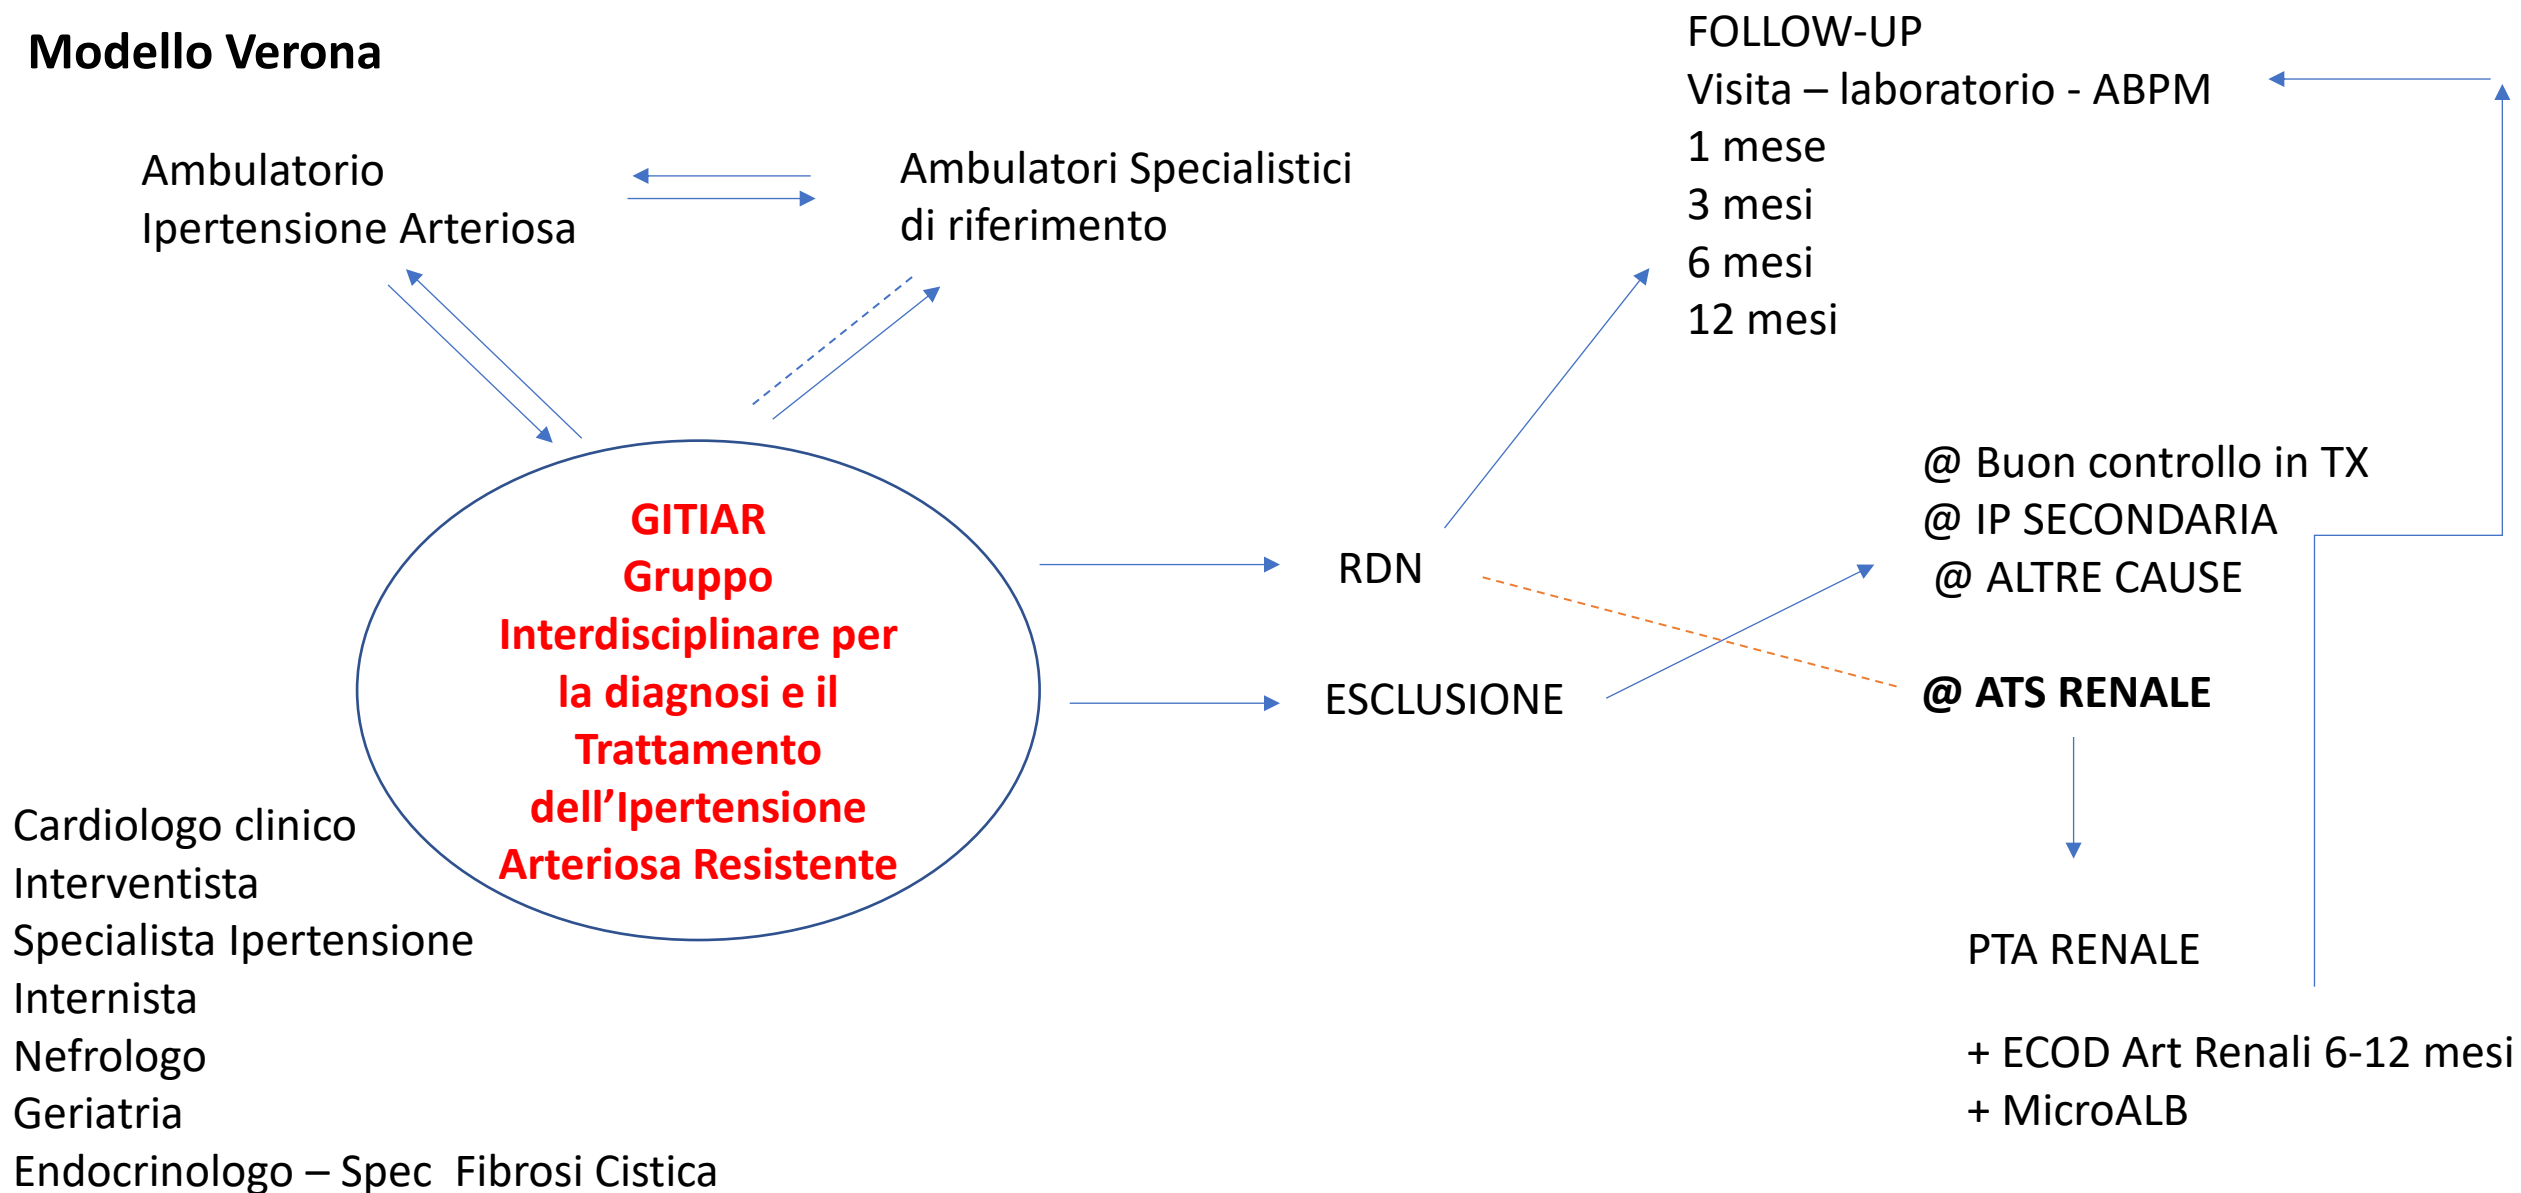 Modello Verona
Ambulatorio
Ipertensione Arteriosa
Ambulatori Specialistici
di riferimento
FOLLOW-UP
Visita – laboratorio - ABPM
1 mese
3 mesi
6 mesi
12 mesi
GITIAR
Gruppo
Interdisciplinare per
la diagnosi e il
Trattamento
dell’Ipertensione
Arteriosa Resistente
RDN
ESCLUSIONE
@ Buon controllo in TX
@ IP SECONDARIA
@ ALTRE CAUSE
@ ATS RENALE
PTA RENALE
+ ECOD Art Renali 6-12 mesi
+ MicroALB
Cardiologo clinico
Interventista
Specialista Ipertensione
Internista
Nefrologo
Geriatria
Endocrinologo – Spec Fibrosi Cistica